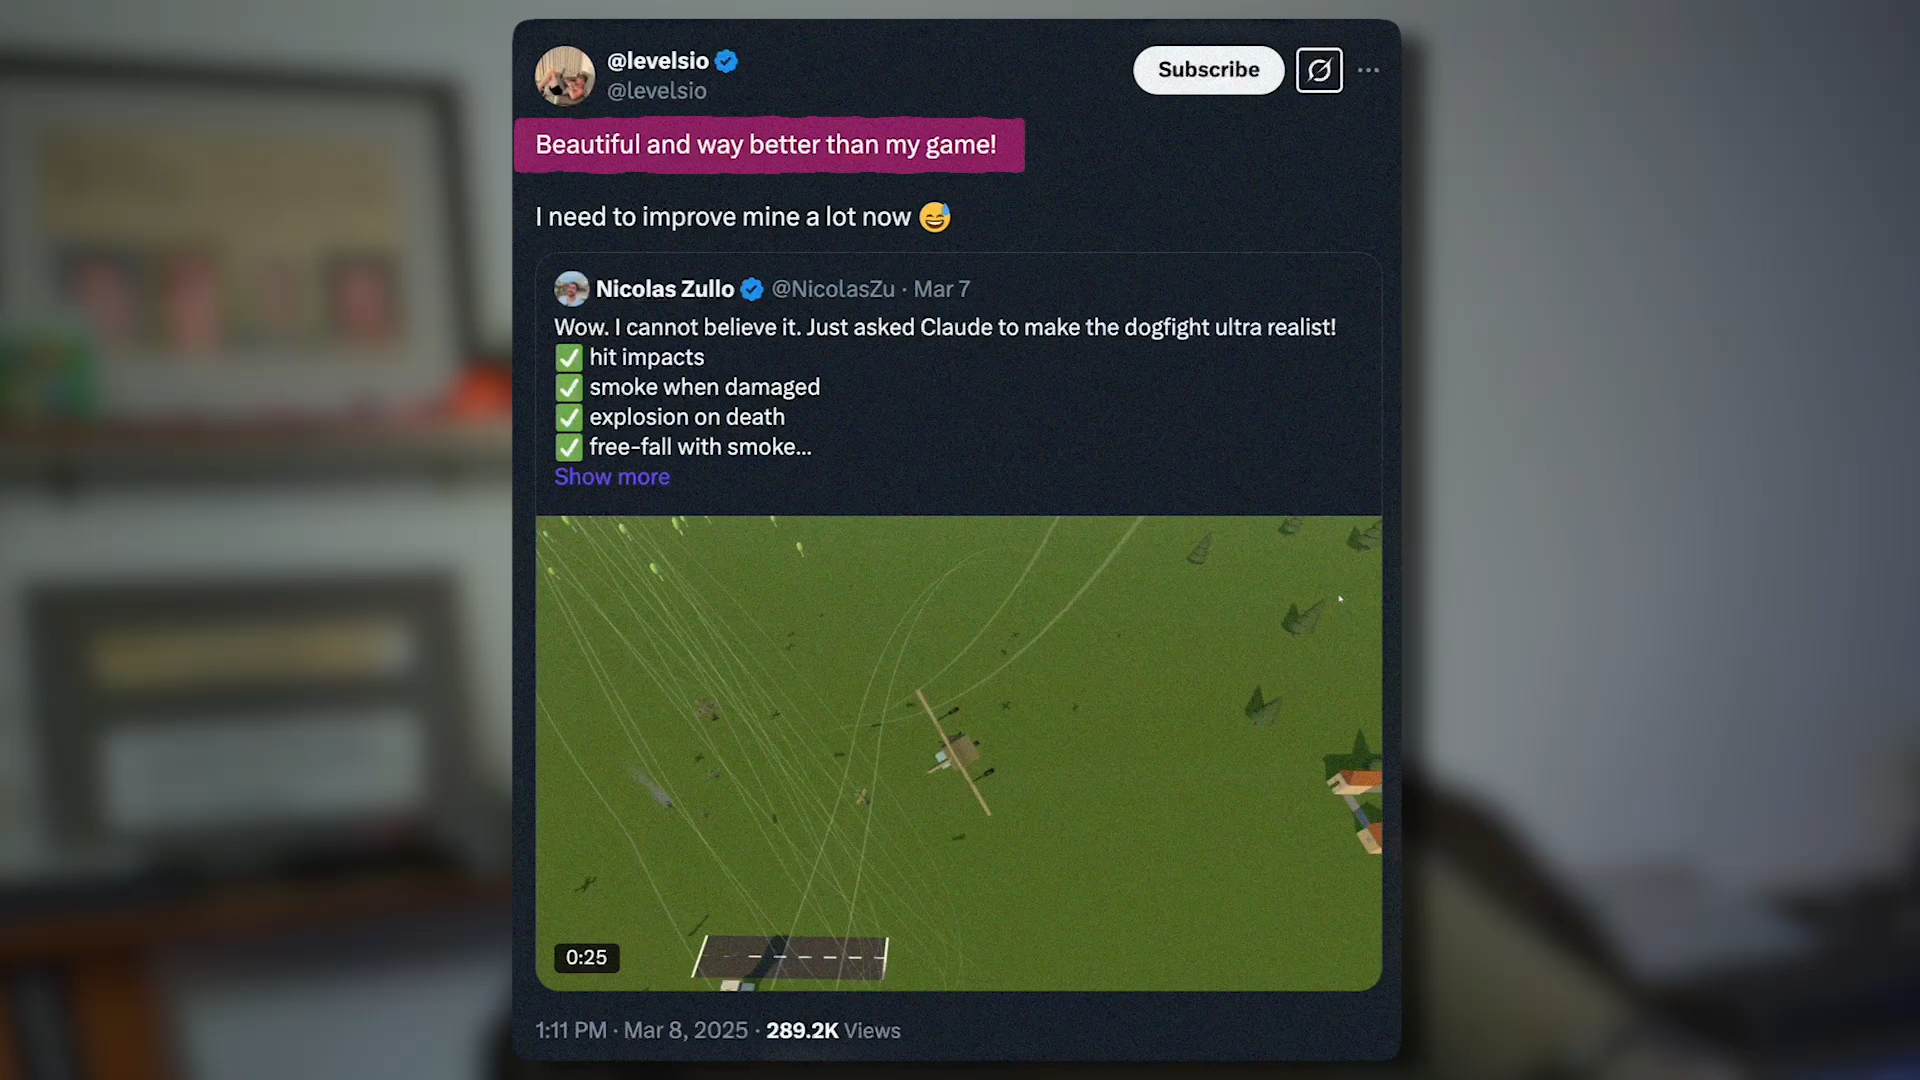 @levelsio
@levelsio
Subscribe
Beautiful and way better than my game!
I need to improve mine a lot now 😅
Nicolas Zullo @NicolasZu · Mar 7
Wow. I cannot believe it. Just asked Claude to make the dogfight ultra realist!
✅ hit impacts
✅ smoke when damaged
✅ explosion on death
✅ free-fall with smoke...
Show more
0:25
1:11 PM · Mar 8, 2025 · 289.2K Views